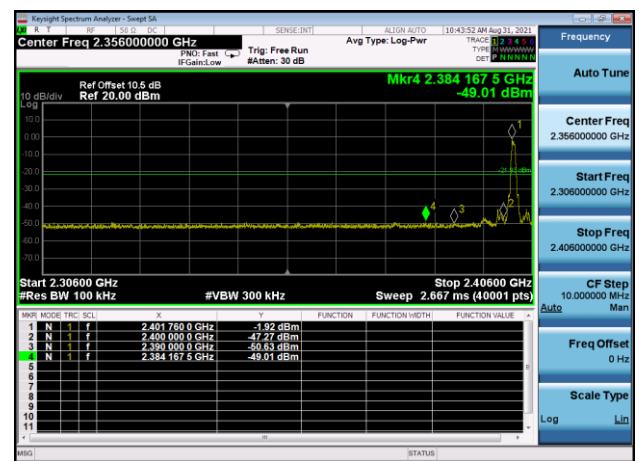 Keysight Spectrum Analyzer - Swept SA
R T RF 50 Ω DC SENSE:INT ALIGN AUTO 10:43:52 AM Aug 31, 2021
Center Freq 2.356000000 GHz
PNO: Fast
IFGain:Low
Trig: Free Run
#Atten: 30 dB
Avg Type: Log-Pwr
TRACE 1 2 3 4 5 6
TYPE MWWWWW
DET P N N N N N
Ref Offset 10.5 dB
Ref 20.00 dBm
10 dB/div
Log
Mkr4 2.384 167 5 GHz
-49.01 dBm
10.0
0.00
-10.0
-20.0
-30.0
-40.0
-50.0
-60.0
-70.0
1
-21.93 dBm
4
3
2
Start 2.30600 GHz Stop 2.40600 GHz
#Res BW 100 kHz #VBW 300 kHz Sweep 2.667 ms (40001 pts)
MKR MODE TRC SCL X Y FUNCTION FUNCTION WIDTH FUNCTION VALUE
1 N 1 f 2.401 760 0 GHz -1.92 dBm
2 N 1 f 2.400 000 0 GHz -47.27 dBm
3 N 1 f 2.390 000 0 GHz -50.63 dBm
4 N 1 f 2.384 167 5 GHz -49.01 dBm
5
6
7
8
9
10
11
MSG STATUS
Frequency
Auto Tune
Center Freq
2.356000000 GHz
Start Freq
2.306000000 GHz
Stop Freq
2.406000000 GHz
CF Step
10.000000 MHz
Auto Man
Freq Offset
0 Hz
Scale Type
Log Lin